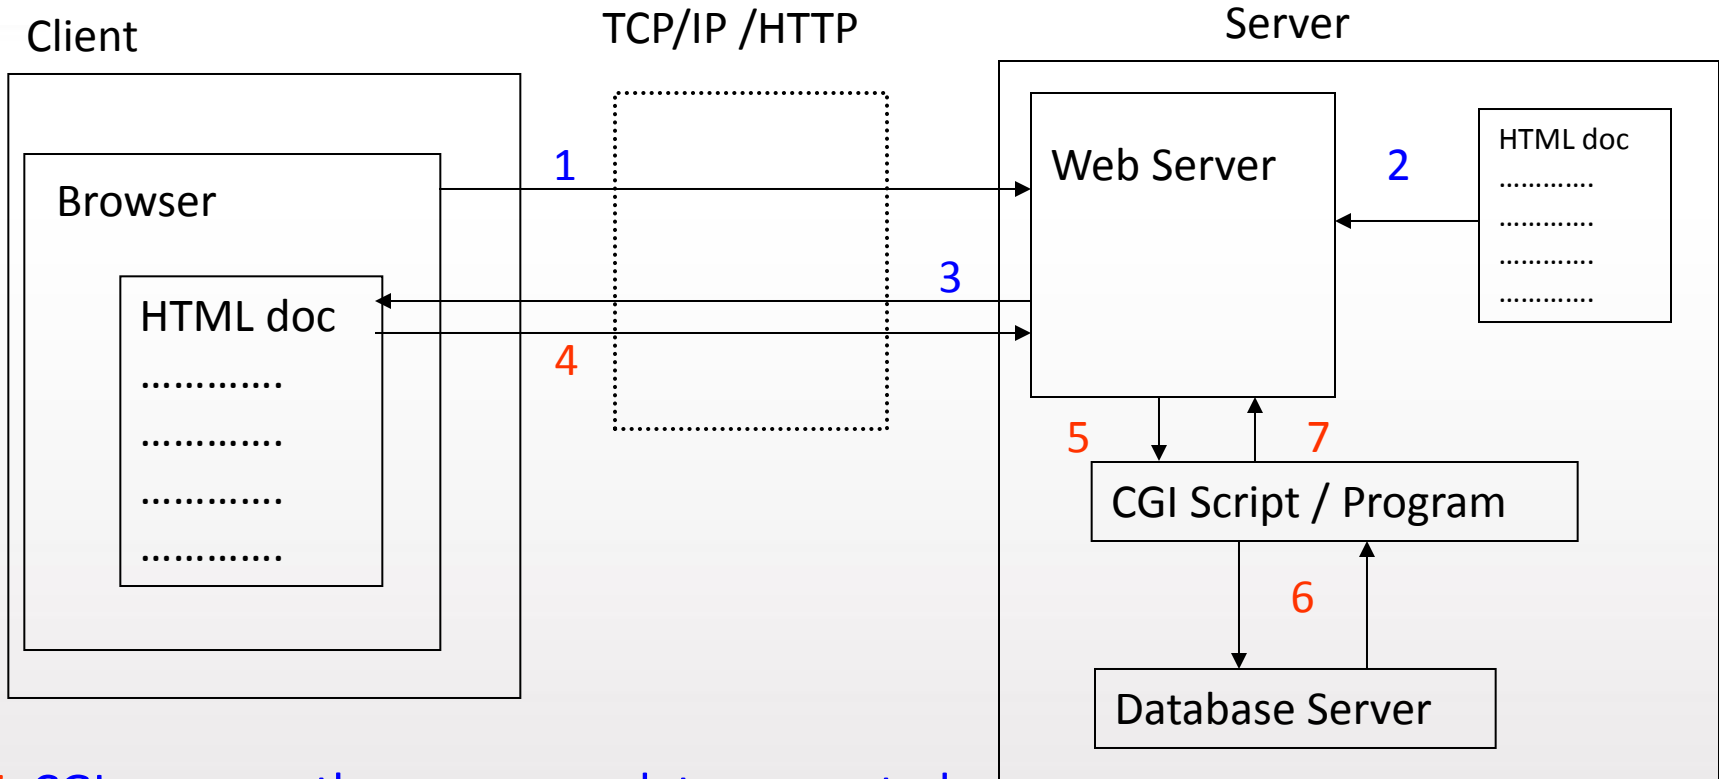 Client
TCP/IP /HTTP
Server
Browser
1
Web Server
2
HTML doc
………….
………….
………….
………….
3
HTML doc
………….
………….
………….
………….
4
5
7
CGI Script / Program
6
Database Server